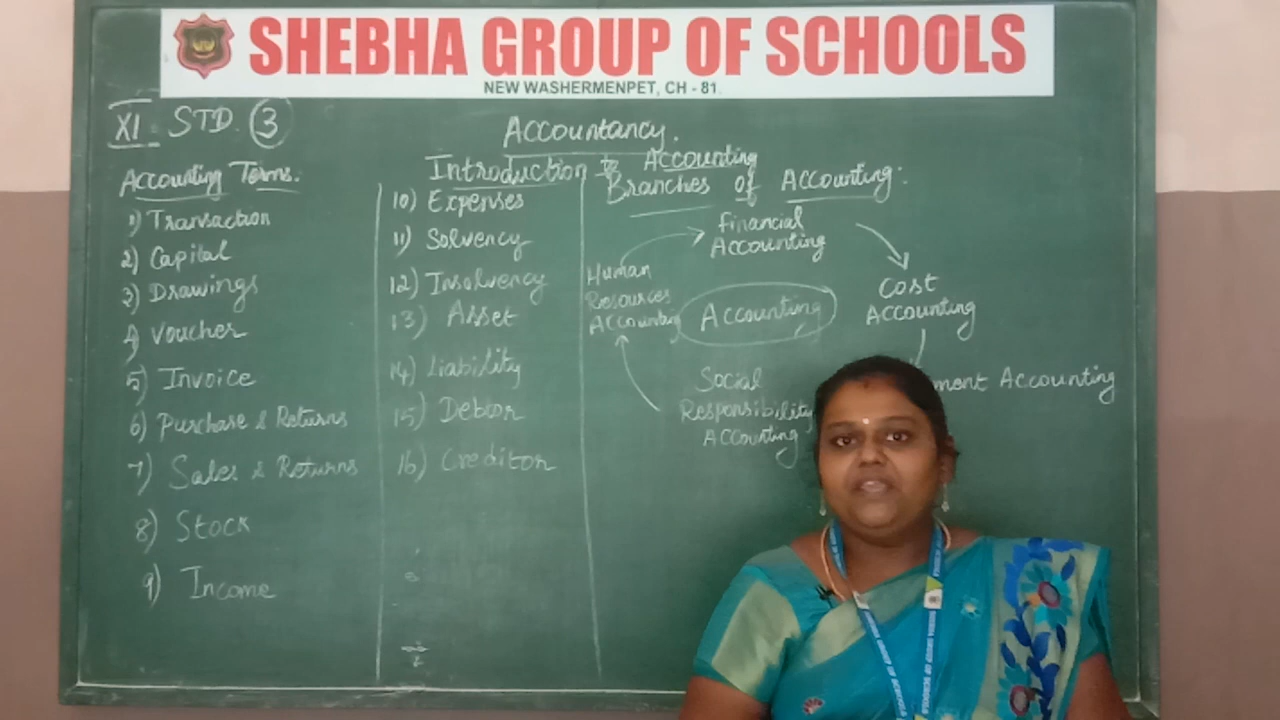 SHEBHA GROUP OF SCHOOLS
NEW WASHERMENPET, CH - 81.
XI STD. 3
Accountancy.
Introduction to Accounting
Accounting Terms.
1) Transaction
2) Capital
3) Drawings
4) Voucher
5) Invoice
6) Purchase & Returns
7) Sales & Returns
8) Stock
9) Income
10) Expenses
11) Solvency
12) Insolvency
13) Asset
14) Liability
15) Debtor
16) Creditor
Branches of Accounting:
Financial
Accounting
Cost
Accounting
ment Accounting
Social
Responsibility
Accounting
Human
Resources
Accounting
Accounting